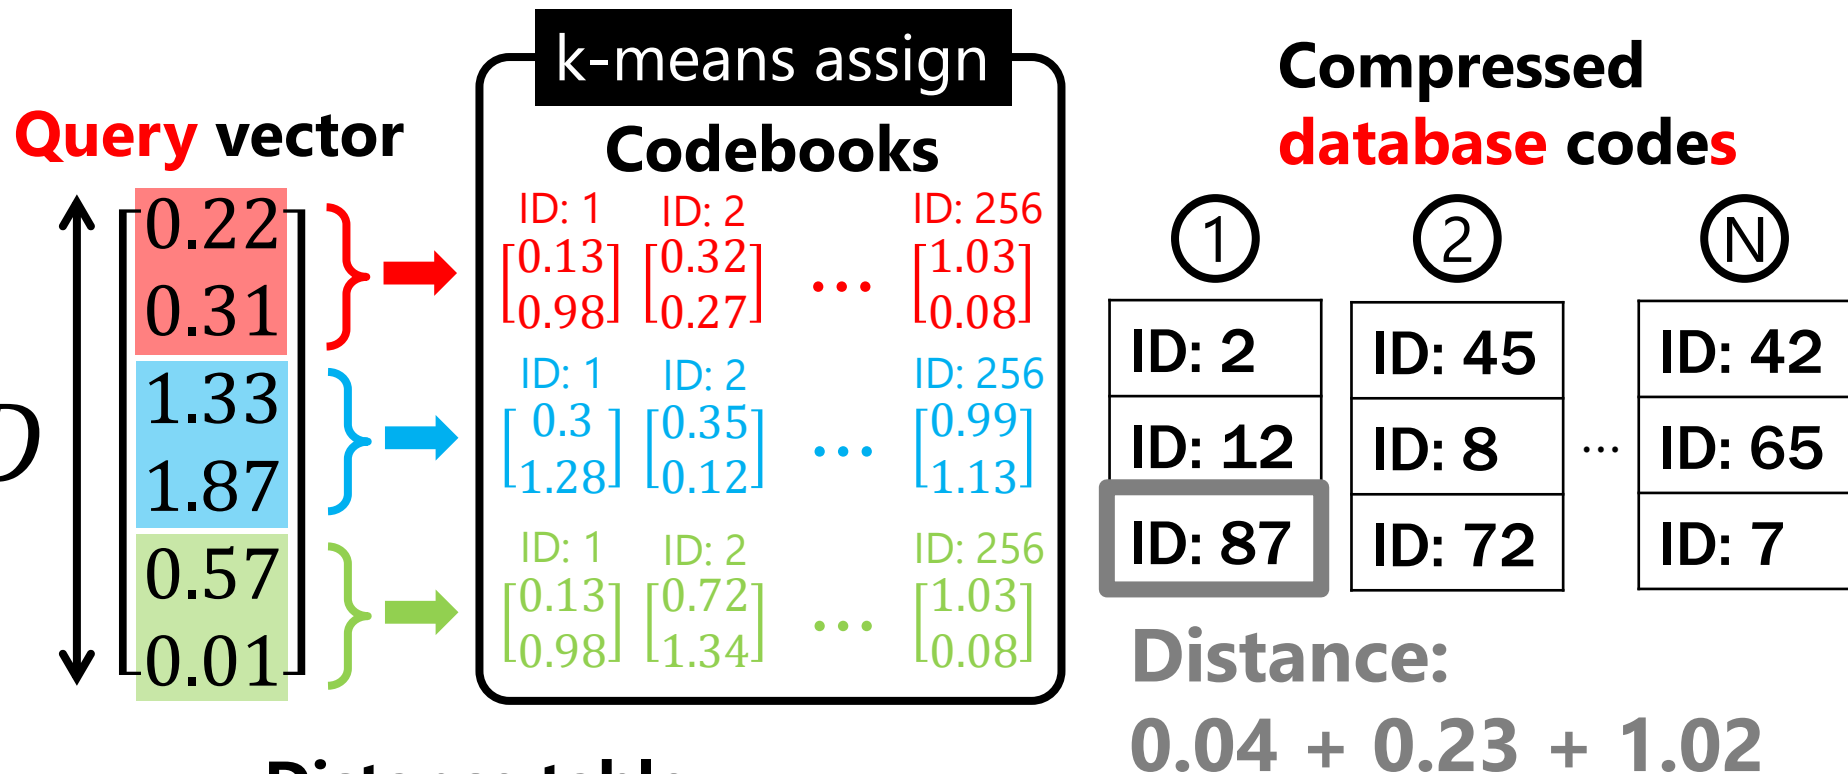 k-means assign
Query vector
Codebooks
Compressed
database codes
D
0.22
0.31
1.33
1.87
0.57
0.01
ID: 1 ID: 2 ID: 256
0.13 0.32 ... 1.03
0.98 0.27 0.08
ID: 1 ID: 2 ID: 256
0.3 0.35 ... 0.99
1.28 0.12 1.13
ID: 1 ID: 2 ID: 256
0.13 0.72 ... 1.03
0.98 1.34 0.08
1 2 N
ID: 2 ID: 45 ID: 42
ID: 12 ID: 8 ... ID: 65
ID: 87 ID: 72 ID: 7
Distance:
0.04 + 0.23 + 1.02
Distance table